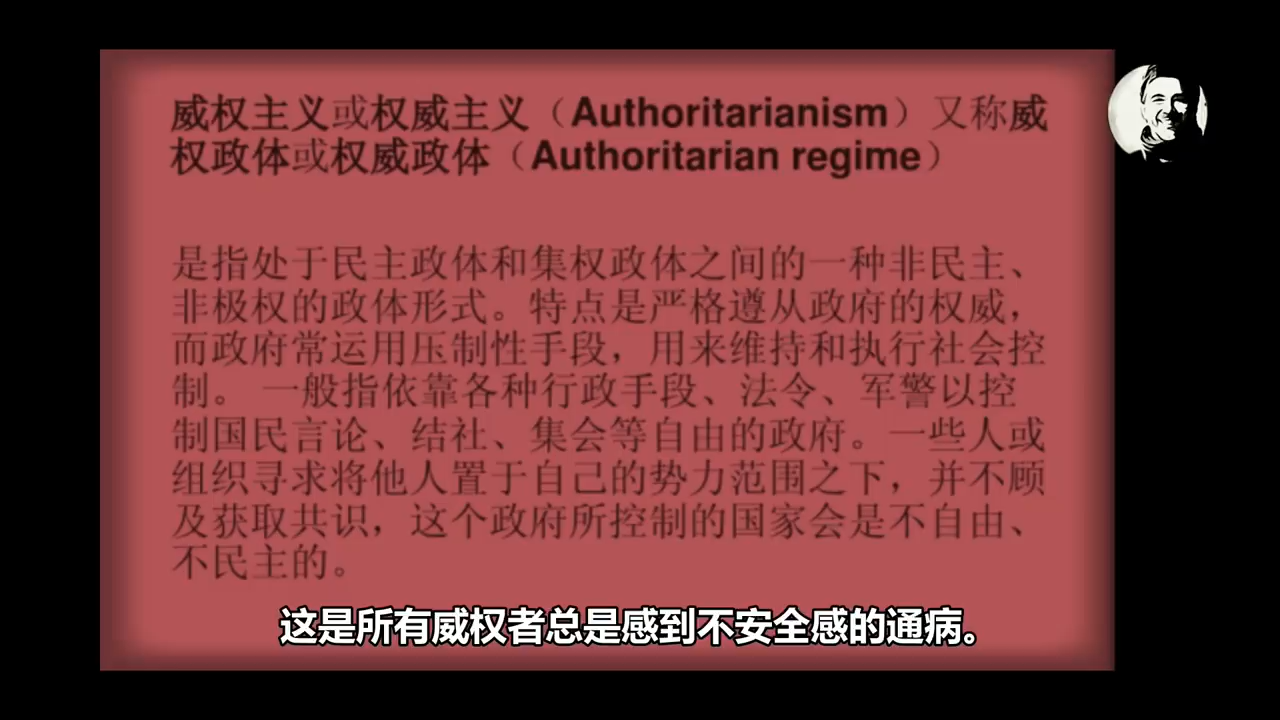 威权主义或权威主义（Authoritarianism）又称威
权政体或权威政体（Authoritarian regime）
是指处于民主政体和集权政体之间的一种非民主、
非极权的政体形式。特点是严格遵从政府的权威，
而政府常运用压制性手段，用来维持和执行社会控
制。 一般指依靠各种行政手段、法令、军警以控
制国民言论、结社、集会等自由的政府。一些人或
组织寻求将他人置于自己的势力范围之下，并不顾
及获取共识，这个政府所控制的国家会是不自由、
不民主的。
这是所有威权者总是感到不安全感的通病。